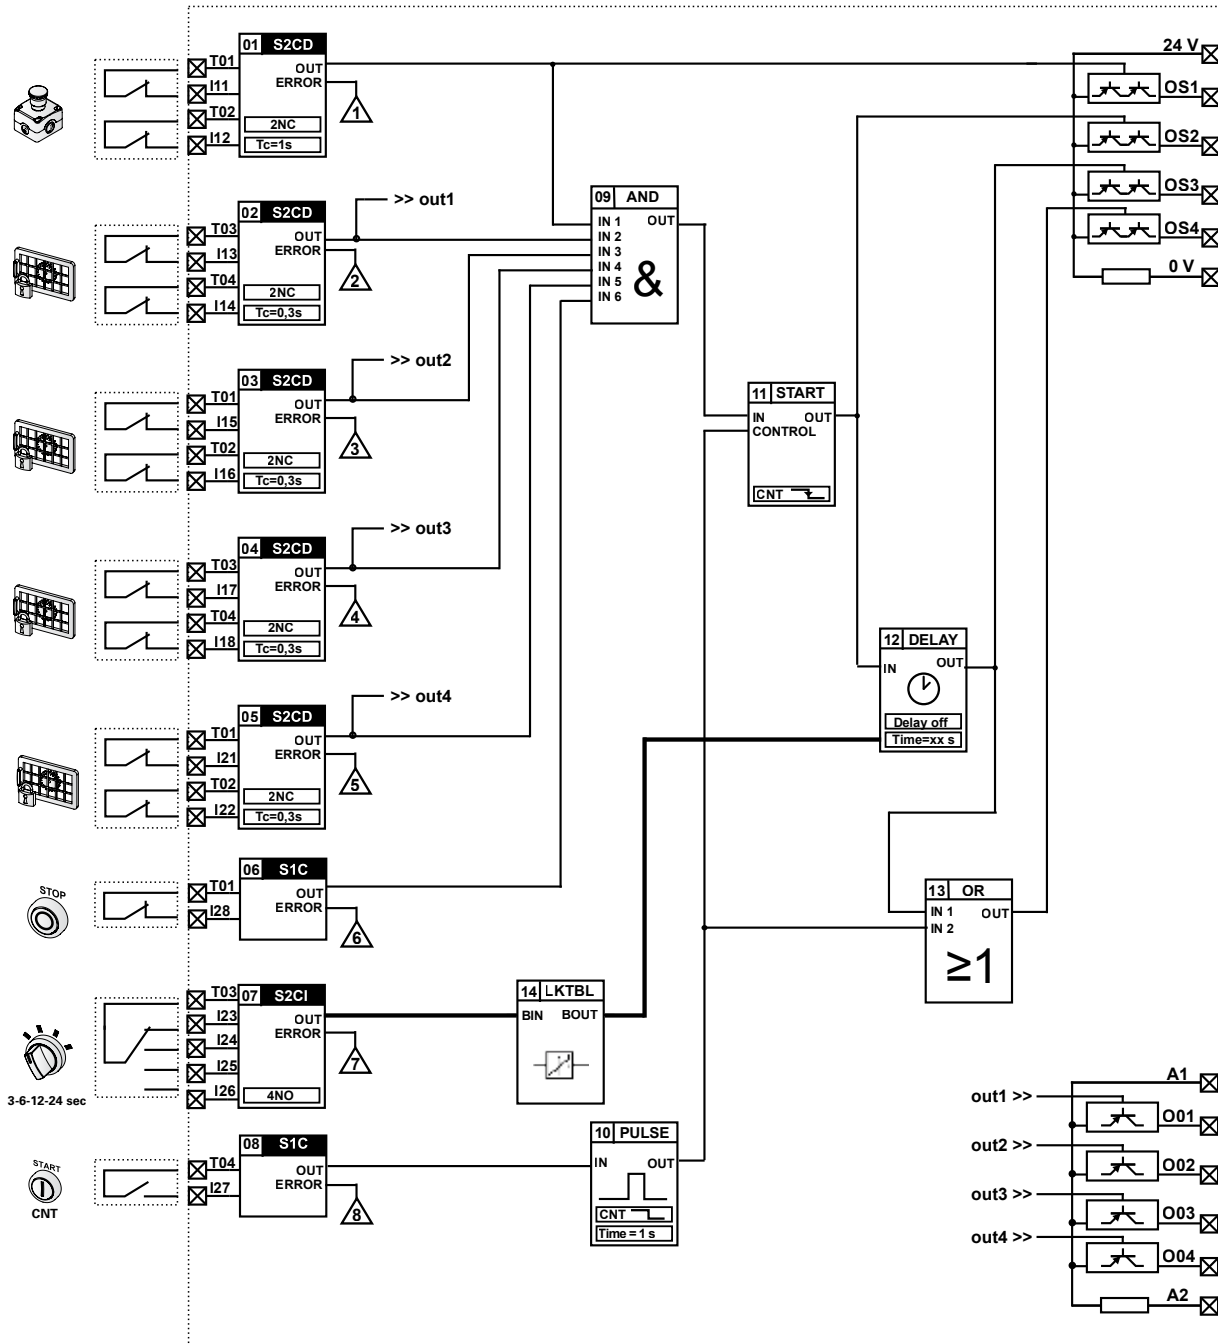 24 V
01 S2CD
T01
OUT
ERROR
I11
T02
I12
2NC
Tc=1s
1
OS1
OS2
OS3
OS4
0 V
>> out1
02 S2CD
T03
OUT
ERROR
I13
T04
I14
2NC
Tc=0,3s
2
09 AND
IN 1 OUT
IN 2
IN 3
IN 4
IN 5
IN 6
&
>> out2
03 S2CD
T01
OUT
ERROR
I15
T02
I16
2NC
Tc=0,3s
3
11 START
IN OUT
CONTROL
CNT
>> out3
04 S2CD
T03
OUT
ERROR
I17
T04
I18
2NC
Tc=0,3s
4
12 DELAY
IN OUT
Delay off
Time=xx s
>> out4
05 S2CD
T01
OUT
ERROR
I21
T02
I22
2NC
Tc=0,3s
5
STOP
06 S1C
T01
OUT
ERROR
I28
6
13 OR
IN 1 OUT
IN 2
≥1
3-6-12-24 sec
07 S2CI
T03
OUT
ERROR
I23
I24
I25
I26
4NO
7
14 LKTBL
BIN BOUT
START
CNT
08 S1C
T04
OUT
ERROR
I27
8
10 PULSE
IN OUT
CNT
Time = 1 s
A1
out1 >>
O01
out2 >>
O02
out3 >>
O03
out4 >>
O04
A2